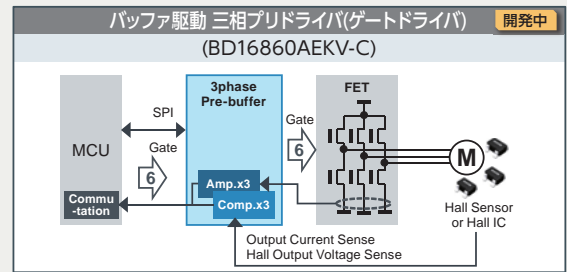 バッファ駆動 三相プリドライバ(ゲートドライバ)
開発中
(BD16860AEKV-C)
3phase
Pre-buffer
FET
SPI
Gate
MCU
Gate
6
6
M
Amp.x3
Commu
-tation
Comp.x3
Hall Sensor
or Hall IC
Output Current Sense
Hall Output Voltage Sense